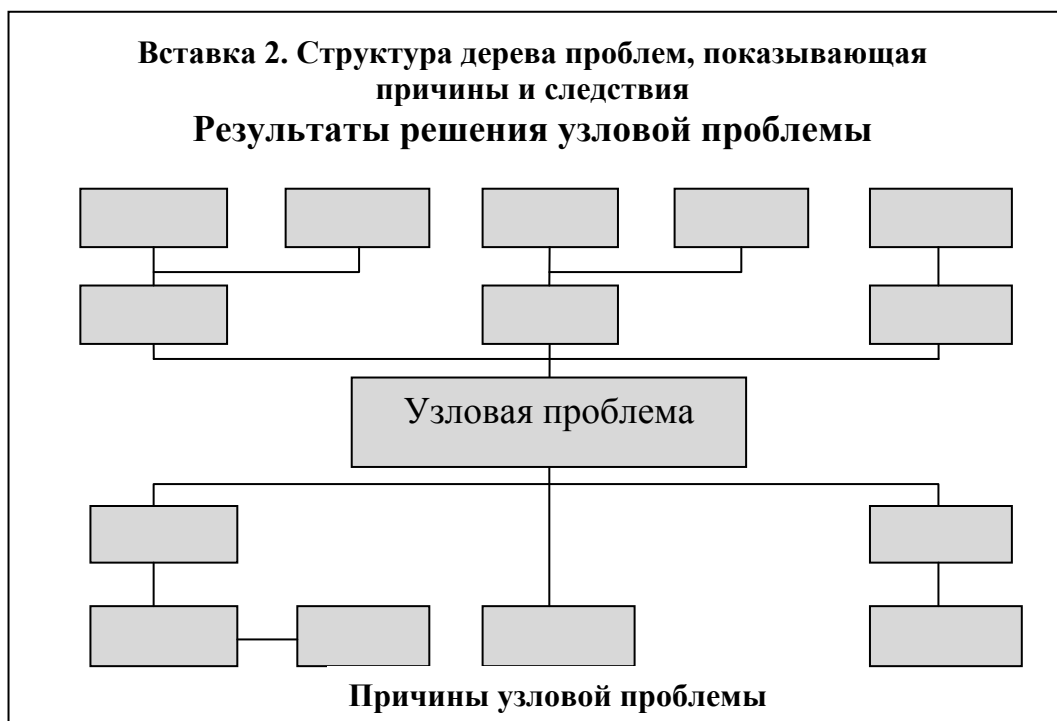 Вставка 2. Структура дерева проблем, показывающая
причины и следствия
Результаты решения узловой проблемы
Узловая проблема
Причины узловой проблемы